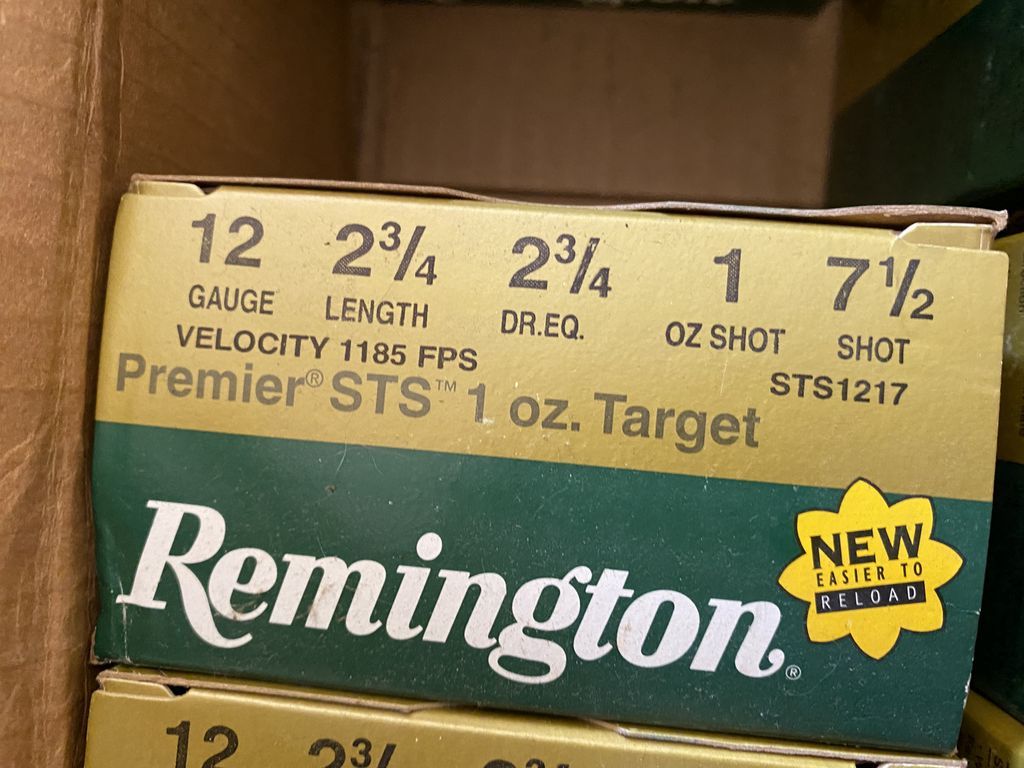 12 2¾ 2¾ 1 7½
GAUGE LENGTH DR.EQ. OZ SHOT SHOT
VELOCITY 1185 FPS STS1217
Premier® STS™ 1 oz. Target
Remington®
NEW
EASIER TO
RELOAD
12 2¾